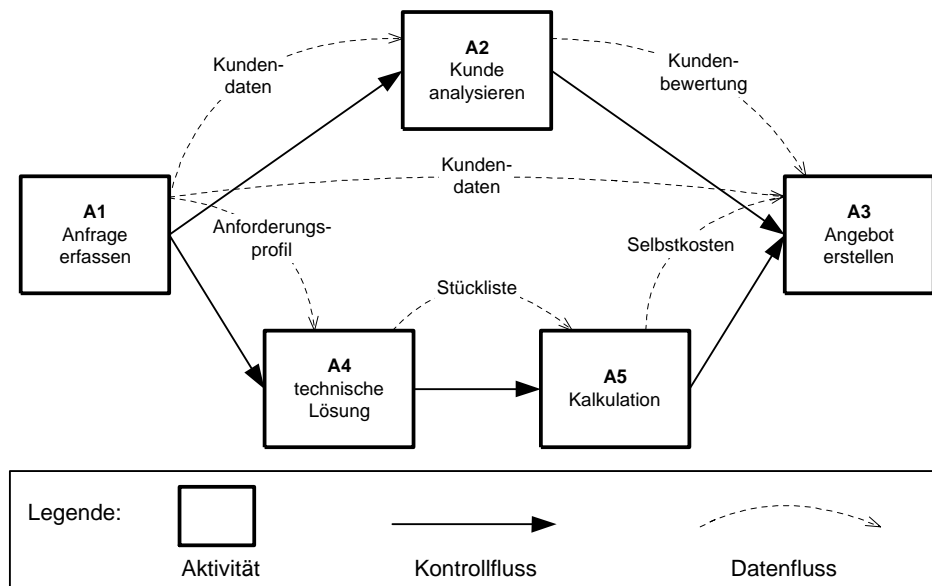 A2
Kunde
analysieren
Kunden-
daten
Kunden-
bewertung
Kunden-
daten
A1
Anfrage
erfassen
Anforderungs-
profil
Selbstkosten
A3
Angebot
erstellen
Stückliste
A4
technische
Lösung
A5
Kalkulation
Legende:
Aktivität
Kontrollfluss
Datenfluss